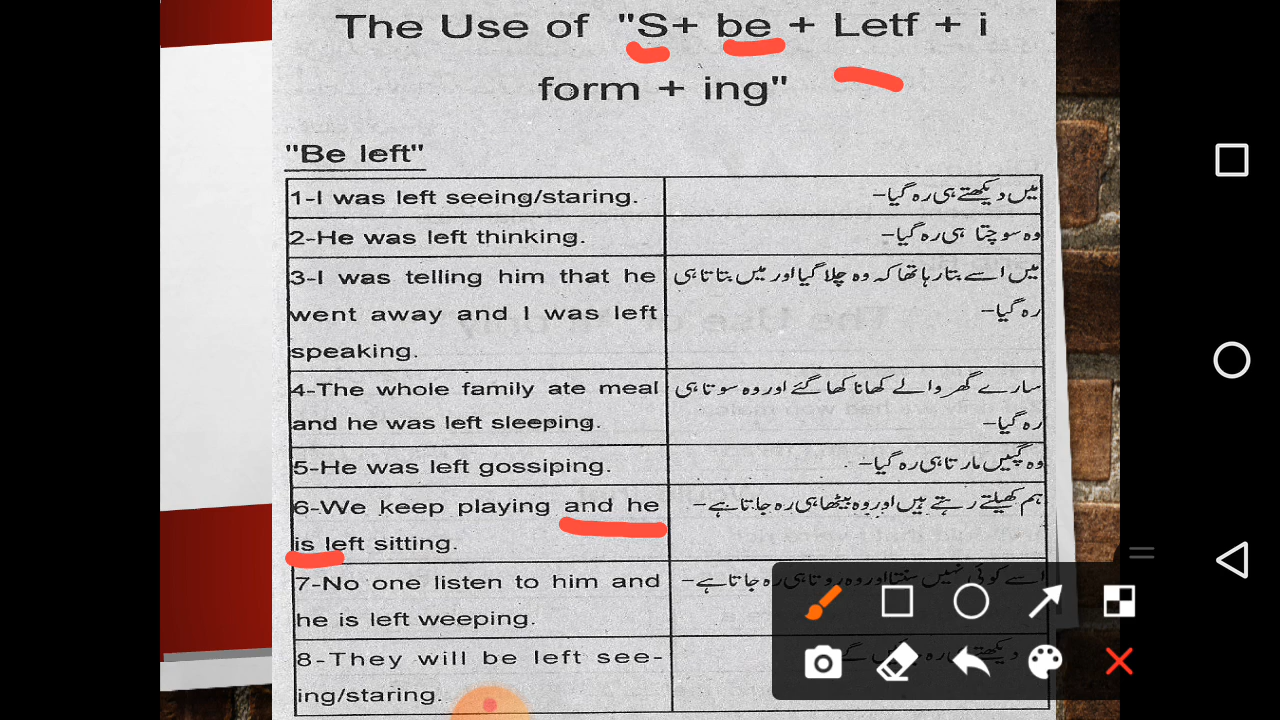 The Use of "S+ be + Letf + i
form + ing"
"Be left"
1-I was left seeing/staring.
میں دیکھتے ہی رہ گیا-
2-He was left thinking.
وہ سوچتا ہی رہ گیا-
3-I was telling him that he
went away and I was left
speaking.
میں اسے بتا رہا تھا کہ وہ چلا گیا اور میں بتاتا ہی
رہ گیا-
4-The whole family ate meal
and he was left sleeping.
سارے گھر والے کھانا کھا گئے اور وہ سوتا ہی
رہ گیا-
5-He was left gossiping.
وہ گپیں مارتا ہی رہ گیا-
6-We keep playing and he
is left sitting.
ہم کھیلتے رہتے ہیں اور وہ بیٹھا ہی رہ جاتا ہے-
7-No one listen to him and
he is left weeping.
اسے کوئی نہیں سنتا اور وہ روتا ہی رہ جاتا ہے-
8-They will be left see-
ing/staring.
دیکھتے